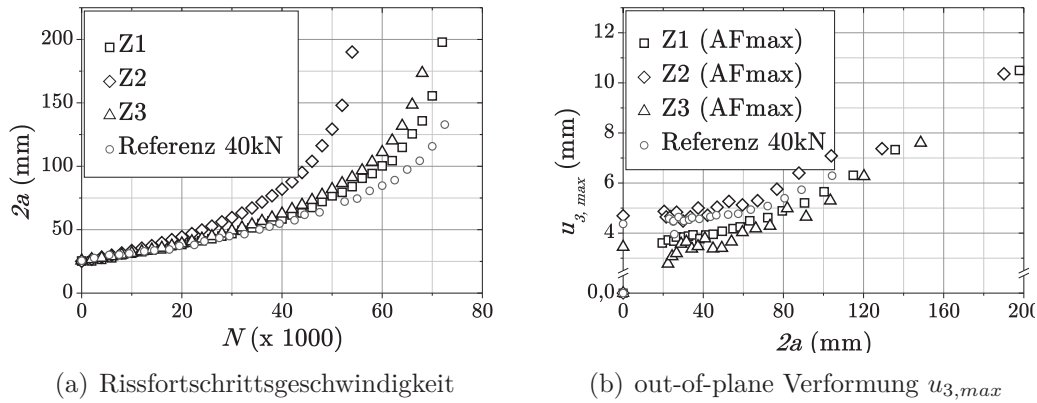 200
150
100
50
0
0 20 40 60 80
2a (mm)
N (x 1000)
Z1
Z2
Z3
Referenz 40kN
(a) Rissfortschrittsgeschwindigkeit
12
10
8
6
4
0,0
0 40 80 120 160 200
u3, max (mm)
2a (mm)
Z1 (AFmax)
Z2 (AFmax)
Z3 (AFmax)
Referenz 40kN
(b) out-of-plane Verformung u3,max